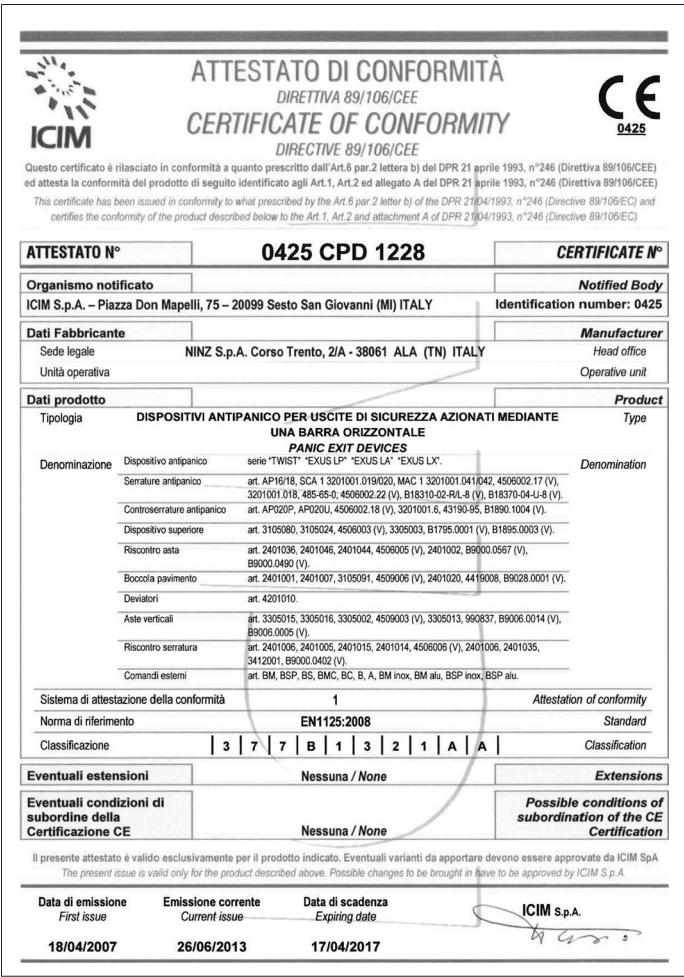 ATTESTATO DI CONFORMITÀ
DIRETTIVA 89/106/CEE
CERTIFICATE OF CONFORMITY
DIRECTIVE 89/106/CEE
ICIM
CE
0425
Questo certificato è rilasciato in conformità a quanto prescritto dall'Art.6 par.2 lettera b) del DPR 21 aprile 1993, n°246 (Direttiva 89/106/CEE)
ed attesta la conformità del prodotto di seguito identificato agli Art.1, Art.2 ed allegato A del DPR 21 aprile 1993, n°246 (Direttiva 89/106/CEE)
This certificate has been issued in conformity to what prescribed by the Art.6 par.2 letter b) of the DPR 21/04/1993, n°246 (Directive 89/106/EC) and
certifies the conformity of the product described below to the Art.1, Art.2 and attachment A of DPR 21/04/1993, n°246 (Directive 89/106/EC)
ATTESTATO N° 0425 CPD 1228 CERTIFICATE N°
Organismo notificato Notified Body
ICIM S.p.A. – Piazza Don Mapelli, 75 – 20099 Sesto San Giovanni (MI) ITALY Identification number: 0425
Dati Fabbricante Manufacturer
Sede legale NINZ S.p.A. Corso Trento, 2/A - 38061 ALA (TN) ITALY Head office
Unità operativa Operative unit
Dati prodotto Product
Tipologia DISPOSITIVI ANTIPANICO PER USCITE DI SICUREZZA AZIONATI MEDIANTE Type
UNA BARRA ORIZZONTALE
PANIC EXIT DEVICES
Denominazione Dispositivo antipanico serie "TWIST" "EXUS LP" "EXUS LA" "EXUS LX". Denomination
Serrature antipanico art. AP16/18, SCA 1 3201001.019/020, MAC 1 3201001.041/042, 4506002.17 (V),
3201001.018, 485-65-0; 4506002.22 (V), B18310-02-R/L-8 (V), B18370-04-U-8 (V).
Controserrature antipanico art. AP020P, AP020U, 4506002.18 (V), 3201001.6, 43190-95, B1890.1004 (V).
Dispositivo superiore art. 3105080, 3105024, 4506003 (V), 3305003, B1795.0001 (V), B1895.0003 (V).
Riscontro asta art. 2401036, 2401046, 2401044, 4506005 (V), 2401002, B9000.0567 (V),
B9000.0490 (V).
Boccola pavimento art. 2401001, 2401007, 3105091, 4509006 (V), 2401020, 4419008, B9028.0001 (V).
Deviatori art. 4201010.
Aste verticali art. 3305015, 3305016, 3305002, 4509003 (V), 3305013, 990837, B9006.0014 (V),
B9006.0005 (V).
Riscontro serratura art. 2401006, 2401005, 2401015, 2401014, 4506006 (V), 2401006, 2401035,
3412001, B9000.0402 (V).
Comandi esterni art. BM, BSP, BS, BMC, BC, B, A, BM inox, BM alu, BSP inox, BSP alu.
Sistema di attestazione della conformità 1 Attestation of conformity
Norma di riferimento EN1125:2008 Standard
Classificazione | 3 | 7 | 7 | B | 1 | 3 | 2 | 1 | A | A | Classification
Eventuali estensioni Nessuna / None Extensions
Eventuali condizioni di Possible conditions of
subordine della subordination of the CE
Certificazione CE Nessuna / None Certification
Il presente attestato è valido esclusivamente per il prodotto indicato. Eventuali varianti da apportare devono essere approvate da ICIM SpA
The present issue is valid only for the product described above. Possible changes to be brought in have to be approved by ICIM S.p.A.
Data di emissione Emissione corrente Data di scadenza
First issue Current issue Expiring date
ICIM S.p.A.
18/04/2007 26/06/2013 17/04/2017